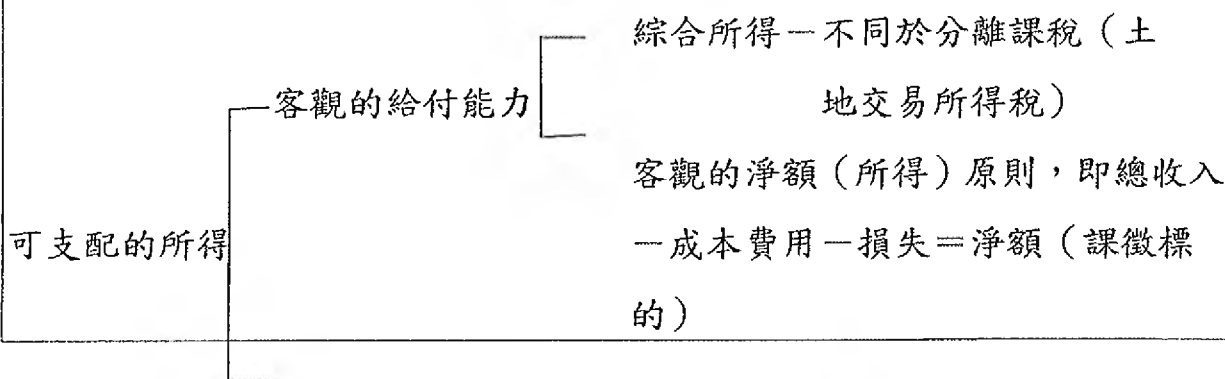 綜合所得－不同於分離課稅（土
地交易所得稅）
客觀的給付能力
客觀的淨額（所得）原則，即總收入
－成本費用－損失＝淨額（課徵標
的）
可支配的所得